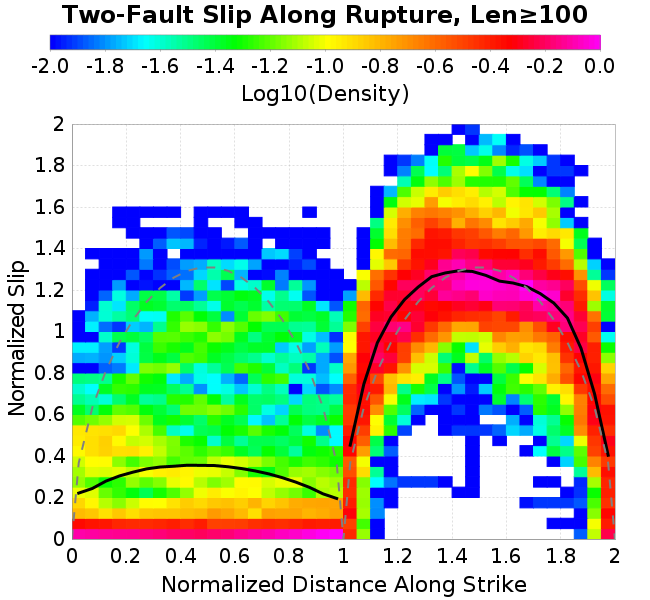 Two-Fault Slip Along Rupture, Len≥100
-2.0 -1.8 -1.6 -1.4 -1.2 -1.0 -0.8 -0.6 -0.4 -0.2 0.0
Log10(Density)
2
1.8
1.6
1.4
1.2
1
0.8
0.6
0.4
0.2
0
Normalized Slip
0 0.2 0.4 0.6 0.8 1 1.2 1.4 1.6 1.8 2
Normalized Distance Along Strike